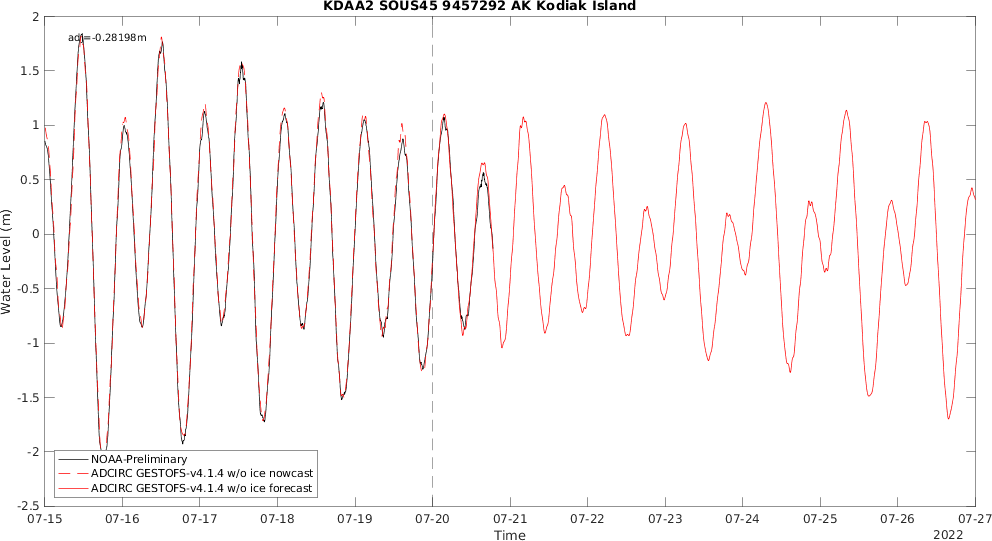 KDAA2 SOUS45 9457292 AK Kodiak Island
adj=-0.28198m
Water Level (m)
2
1.5
1
0.5
0
-0.5
-1
-1.5
-2
-2.5
NOAA-Preliminary
ADCIRC GESTOFS-v4.1.4 w/o ice nowcast
ADCIRC GESTOFS-v4.1.4 w/o ice forecast
07-15 07-16 07-17 07-18 07-19 07-20 07-21 07-22 07-23 07-24 07-25 07-26 07-27
Time
2022